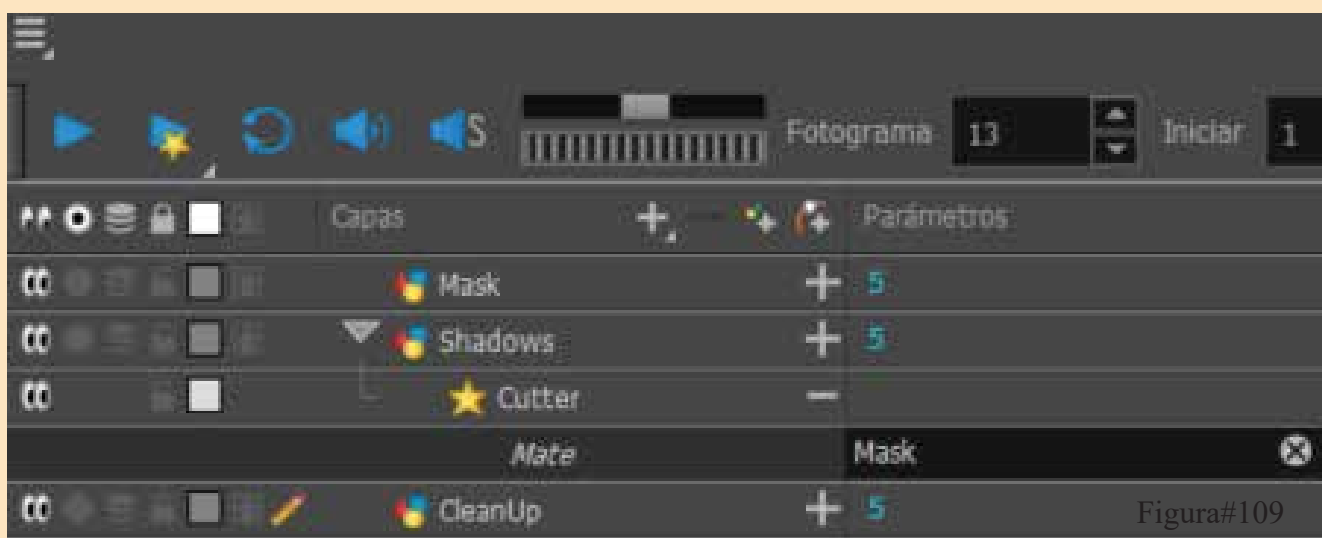 S Fotograma 13 Iniciar 1
Capas Parámetros
Mask 5
Shadows 5
Cutter
Mate Mask
CleanUp 5
Figura#109